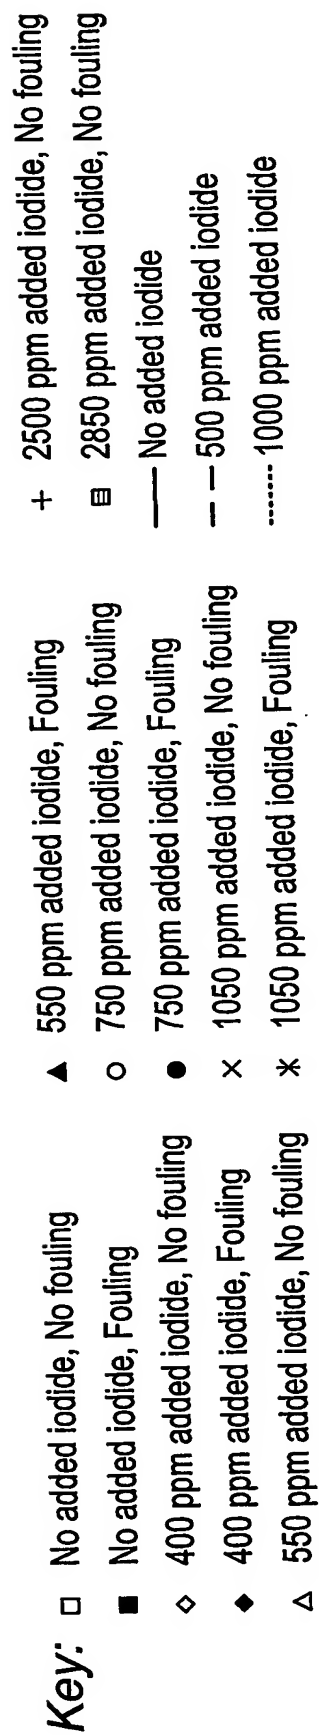 Key: □ No added iodide, No fouling
■ No added iodide, Fouling
◇ 400 ppm added iodide, No fouling
◆ 400 ppm added iodide, Fouling
△ 550 ppm added iodide, No fouling
▲ 550 ppm added iodide, Fouling
○ 750 ppm added iodide, No fouling
● 750 ppm added iodide, Fouling
× 1050 ppm added iodide, No fouling
* 1050 ppm added iodide, Fouling
+ 2500 ppm added iodide, No fouling
⊟ 2850 ppm added iodide, No fouling
— No added iodide
– – 500 ppm added iodide
....... 1000 ppm added iodide